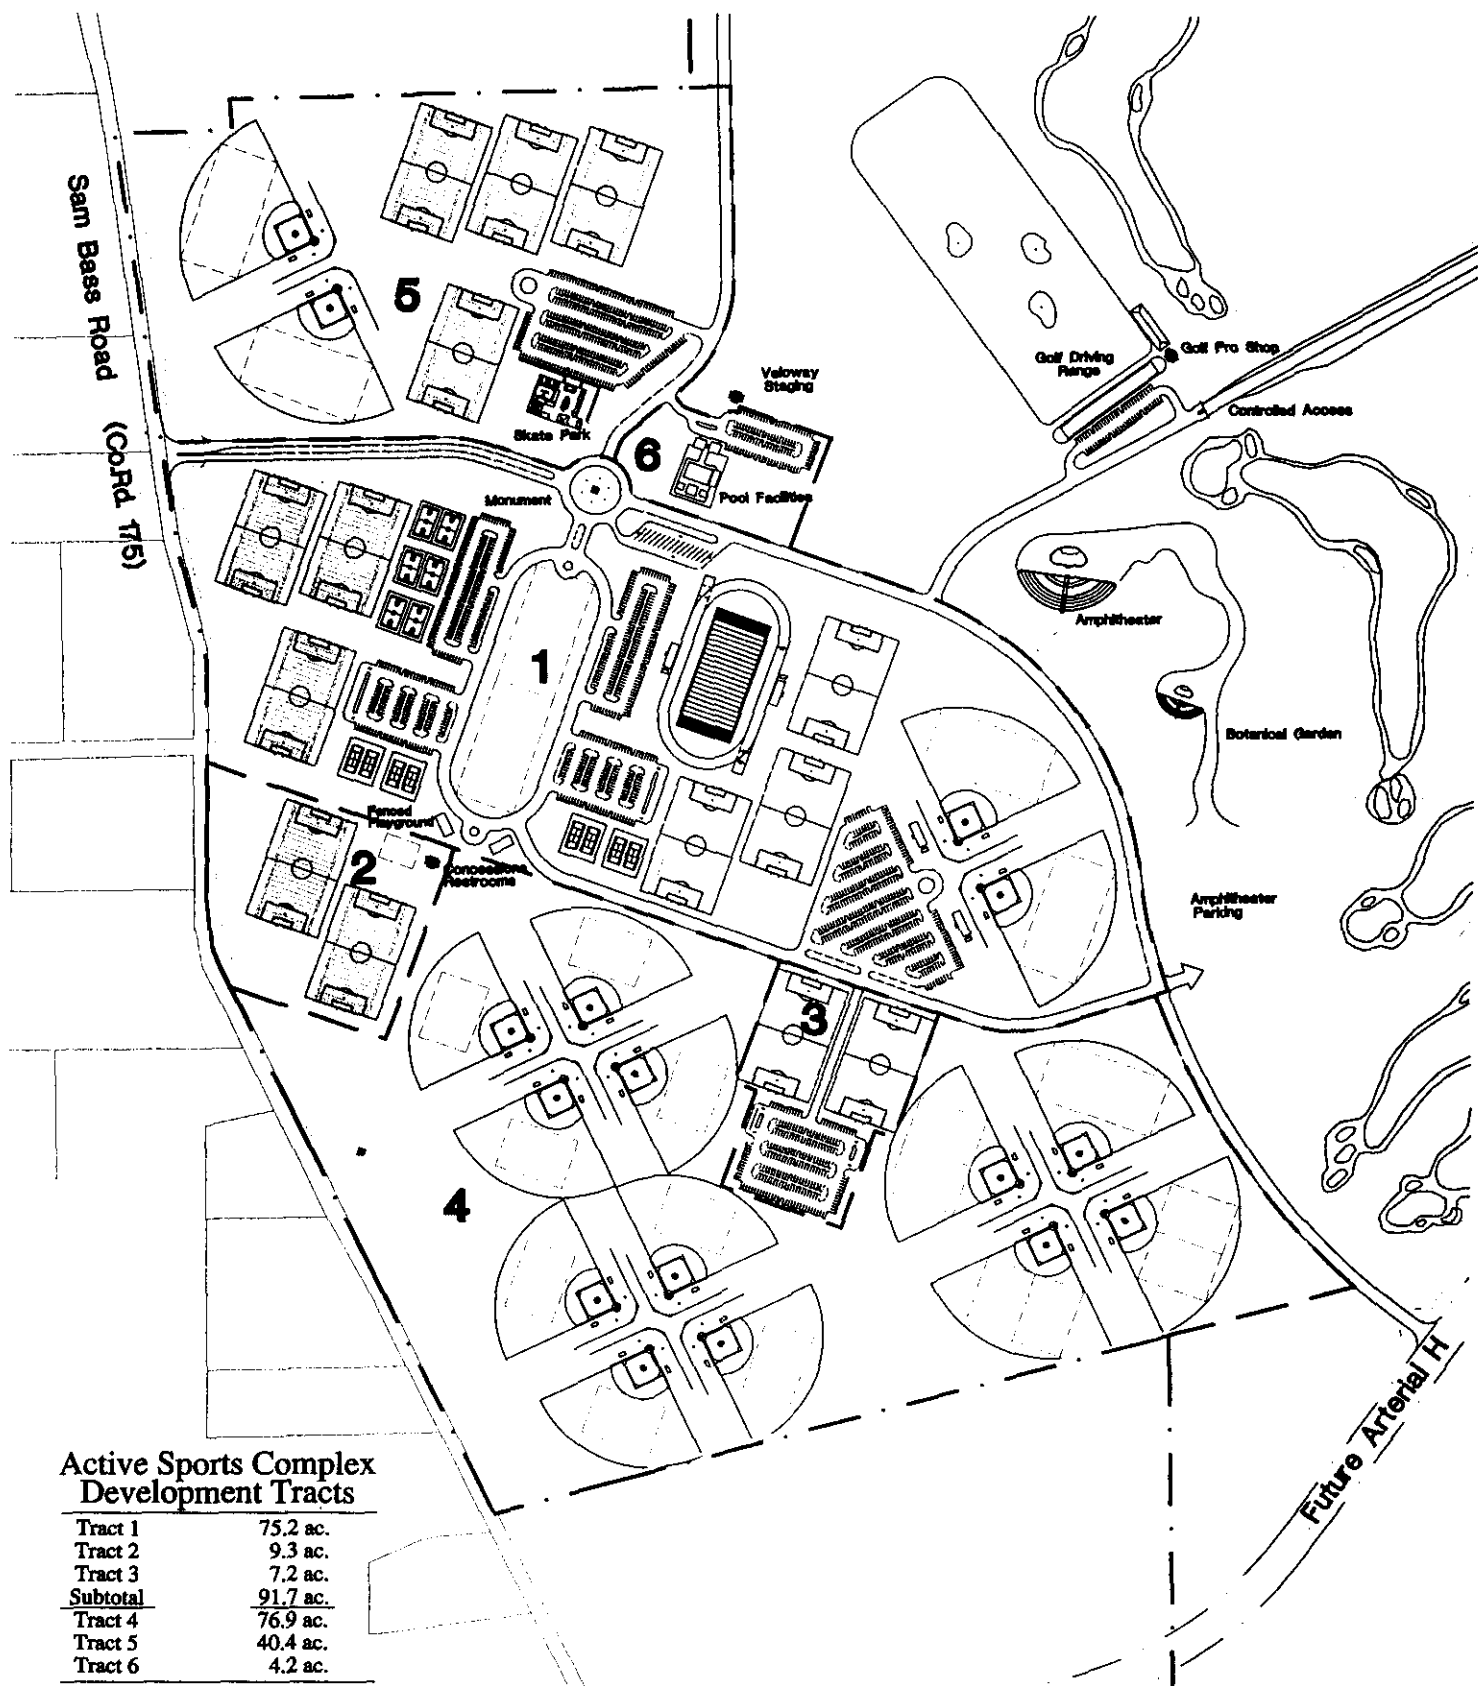 Sam Bass Road
(Co.Rd. 175)
5
Skate Park
Veloway
Staging
6
Pool Facilities
Monument
Golf Driving
Range
Golf Pro Shop
Controlled Access
Amphitheater
Botanical Garden
1
Fenced
Playground
2
Concessions,
Restrooms
Amphitheater
Parking
3
4
Future Arterial H
Active Sports Complex
Development Tracts
Tract 1 75.2 ac.
Tract 2 9.3 ac.
Tract 3 7.2 ac.
Subtotal 91.7 ac.
Tract 4 76.9 ac.
Tract 5 40.4 ac.
Tract 6 4.2 ac.